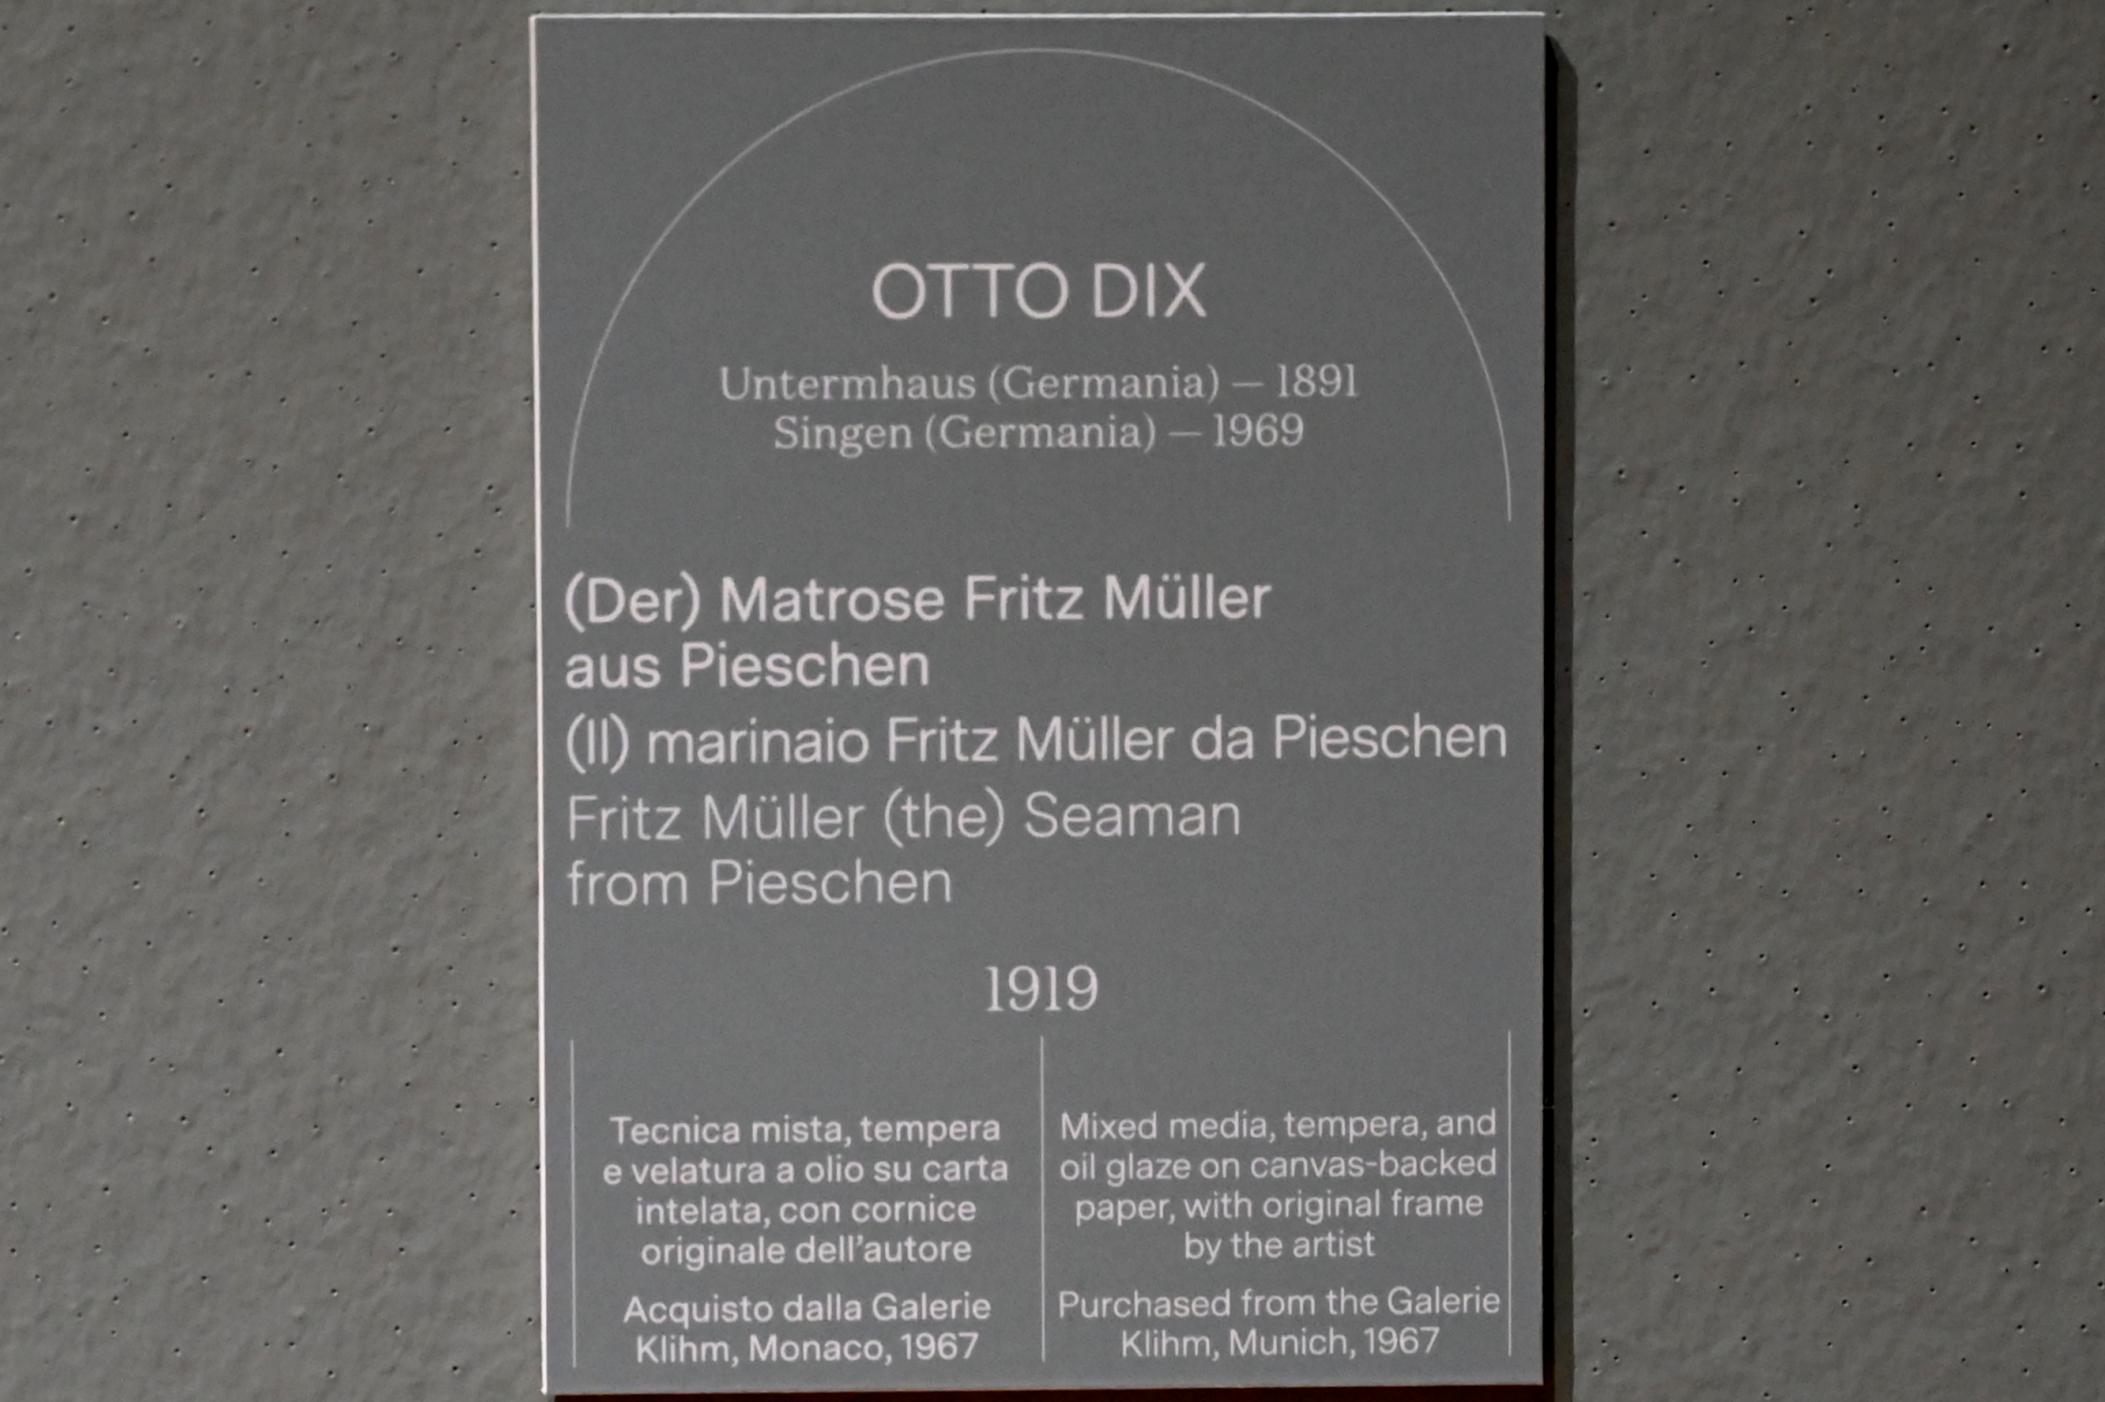 OTTO DIX
Untermhaus (Germania) — 1891
Singen (Germania) — 1969
(Der) Matrose Fritz Müller
aus Pieschen
(Il) marinaio Fritz Müller da Pieschen
Fritz Müller (the) Seaman
from Pieschen
1919
Tecnica mista, tempera
e velatura a olio su carta
intelata, con cornice
originale dell'autore
Acquisto dalla Galerie
Klihm, Monaco, 1967
Mixed media, tempera, and
oil glaze on canvas-backed
paper, with original frame
by the artist
Purchased from the Galerie
Klihm, Munich, 1967